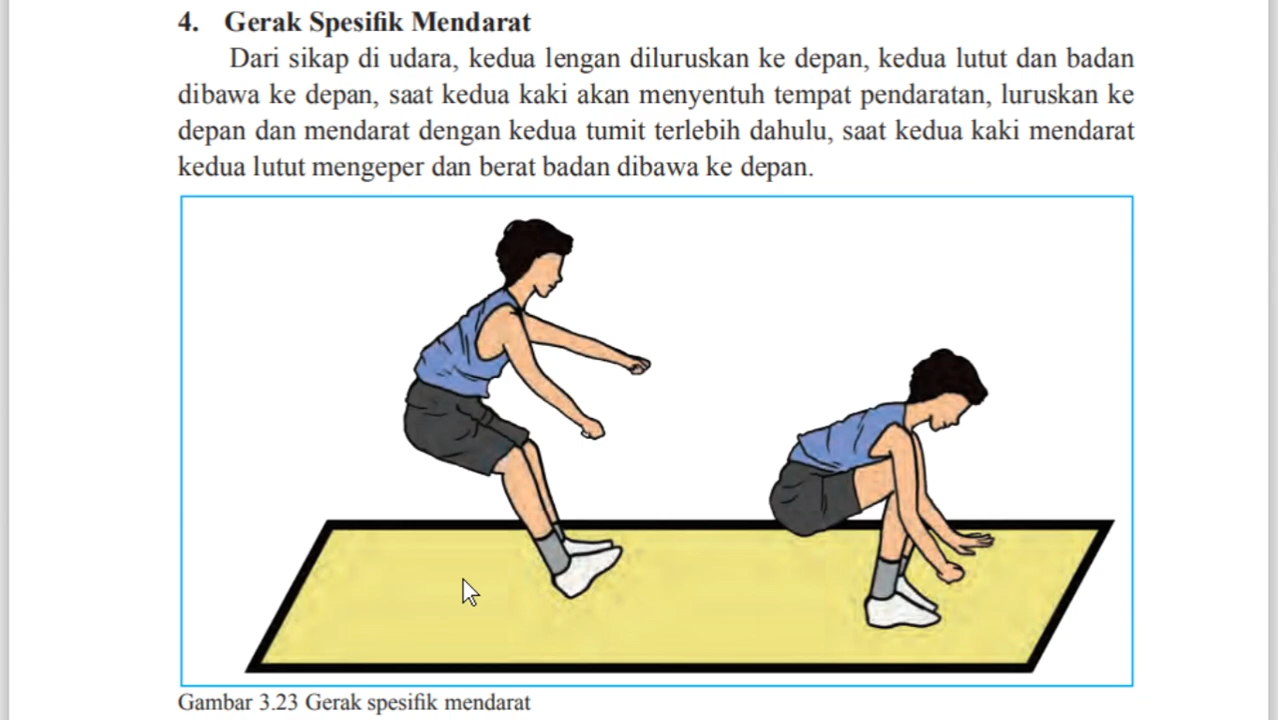 4. Gerak Spesifik Mendarat
Dari sikap di udara, kedua lengan diluruskan ke depan, kedua lutut dan badan
dibawa ke depan, saat kedua kaki akan menyentuh tempat pendaratan, luruskan ke
depan dan mendarat dengan kedua tumit terlebih dahulu, saat kedua kaki mendarat
kedua lutut mengeper dan berat badan dibawa ke depan.
Gambar 3.23 Gerak spesifik mendarat